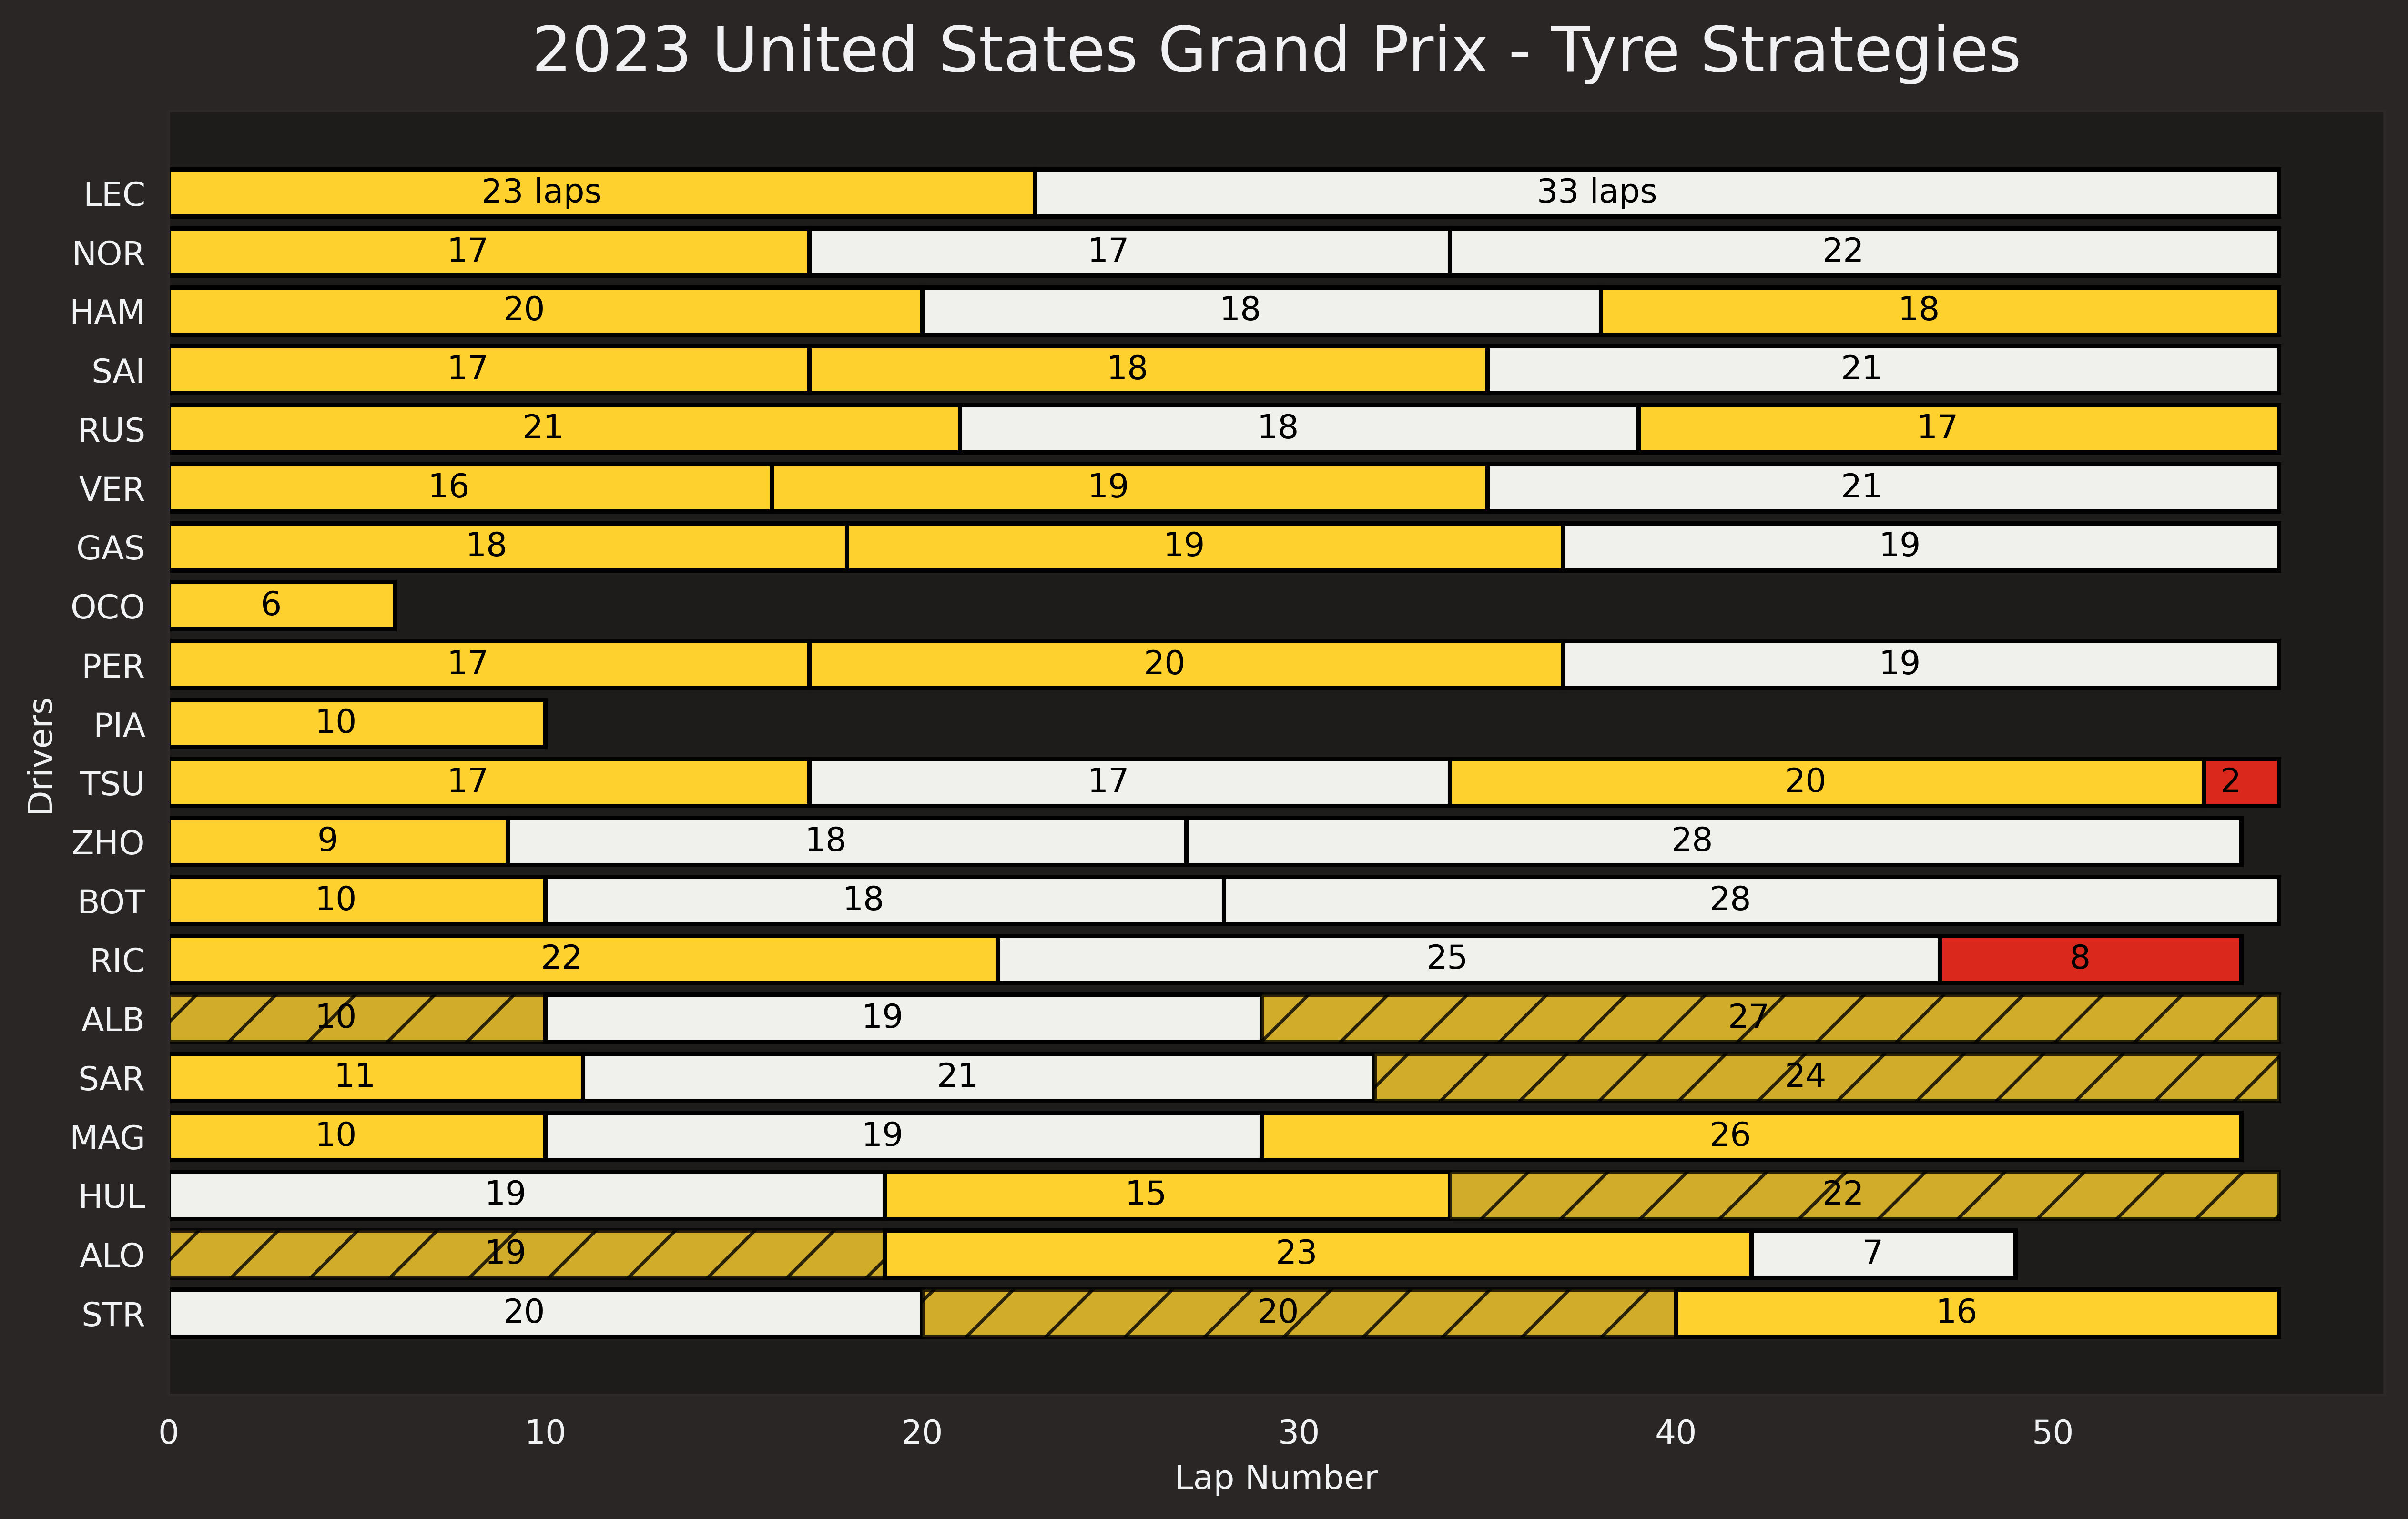 2023 United States Grand Prix - Tyre Strategies
Drivers
LEC 23 laps 33 laps
NOR 17 17 22
HAM 20 18 18
SAI 17 18 21
RUS 21 18 17
VER 16 19 21
GAS 18 19 19
OCO 6
PER 17 20 19
PIA 10
TSU 17 17 20 2
ZHO 9 18 28
BOT 10 18 28
RIC 22 25 8
ALB 10 19 27
SAR 11 21 24
MAG 10 19 26
HUL 19 15 22
ALO 19 23 7
STR 20 20 16
0 10 20 30 40 50
Lap Number